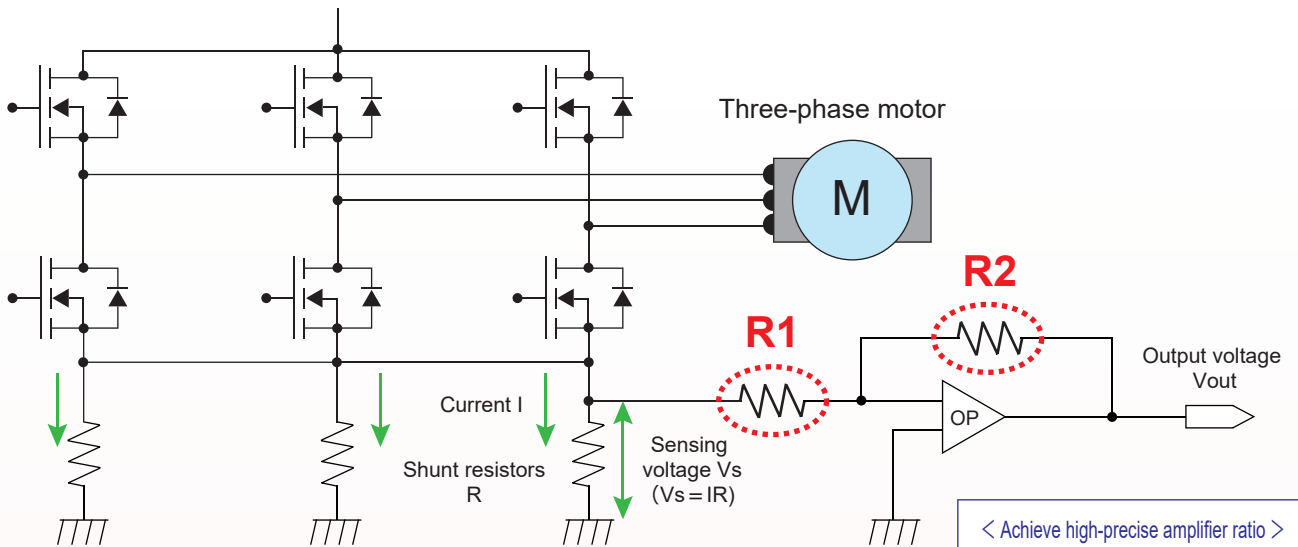 Three-phase motor
M
R2
R1
Output voltage
Vout
Current I
OP
Shunt resistors
R
Sensing
voltage Vs
(Vs=IR)
< Achieve high-precise amplifier ratio >